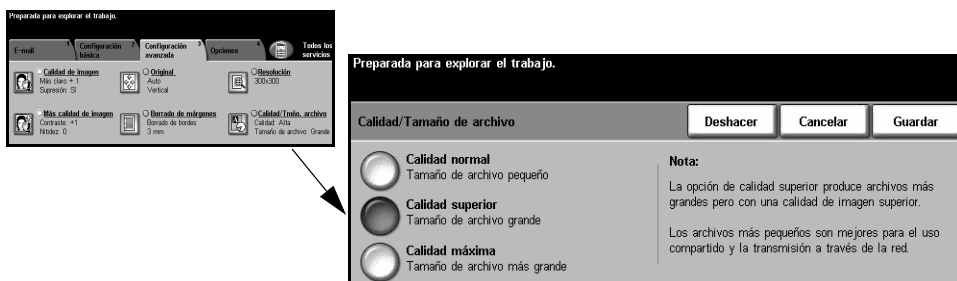 Preparada para explorar el trabajo.
E-mail 1
Configuración básica 2
Configuración avanzada 3
Opciones 4
Todos los servicios
Calidad de imagen
Más claro + 1
Supresión: Sí
Original
Auto
Vertical
Resolución
300x300
Más calidad de imagen
Contraste: +1
Nitidez: 0
Borrado de márgenes
Borrado de bordes
3 mm
Calidad/Tmño. archivo
Calidad: Alta
Tamaño de archivo: Grande
Preparada para explorar el trabajo.
Calidad/Tamaño de archivo
Deshacer
Cancelar
Guardar
Calidad normal
Tamaño de archivo pequeño
Calidad superior
Tamaño de archivo grande
Calidad máxima
Tamaño de archivo más grande
Nota:
La opción de calidad superior produce archivos más
grandes pero con una calidad de imagen superior.
Los archivos más pequeños son mejores para el uso
compartido y la transmisión a través de la red.